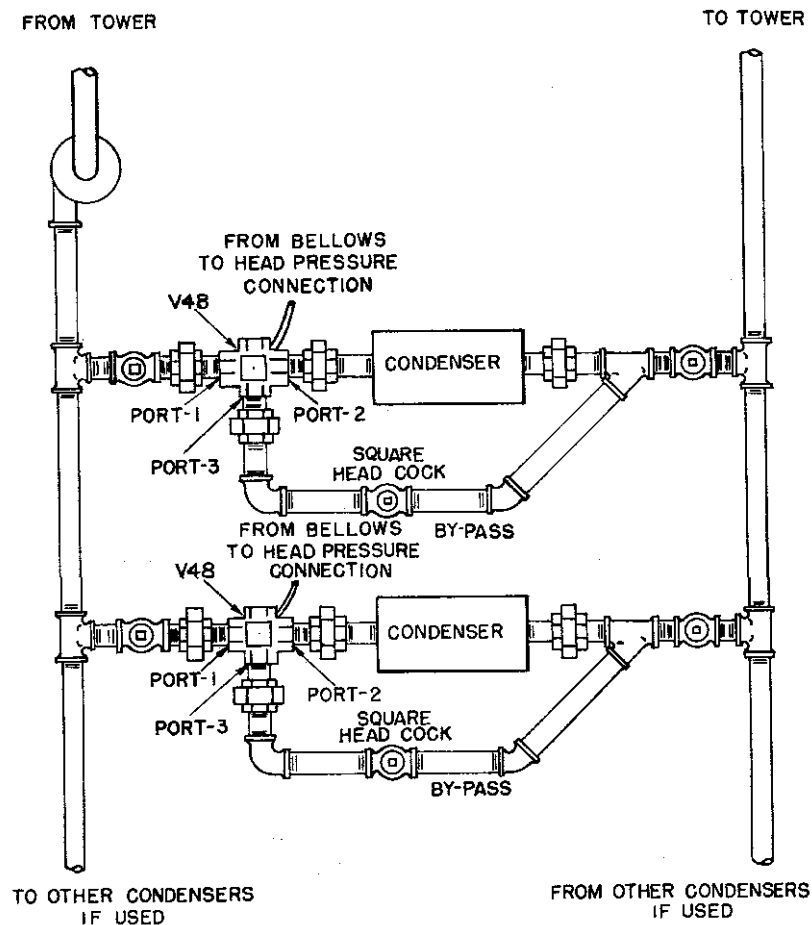 FROM TOWER
TO TOWER
FROM BELLOWS
TO HEAD PRESSURE
CONNECTION
V48
CONDENSER
PORT-1
PORT-2
PORT-3
SQUARE
HEAD COCK
BY-PASS
FROM BELLOWS
TO HEAD PRESSURE
CONNECTION
V48
CONDENSER
PORT-1
PORT-2
PORT-3
SQUARE
HEAD COCK
BY-PASS
TO OTHER CONDENSERS
IF USED
FROM OTHER CONDENSERS
IF USED